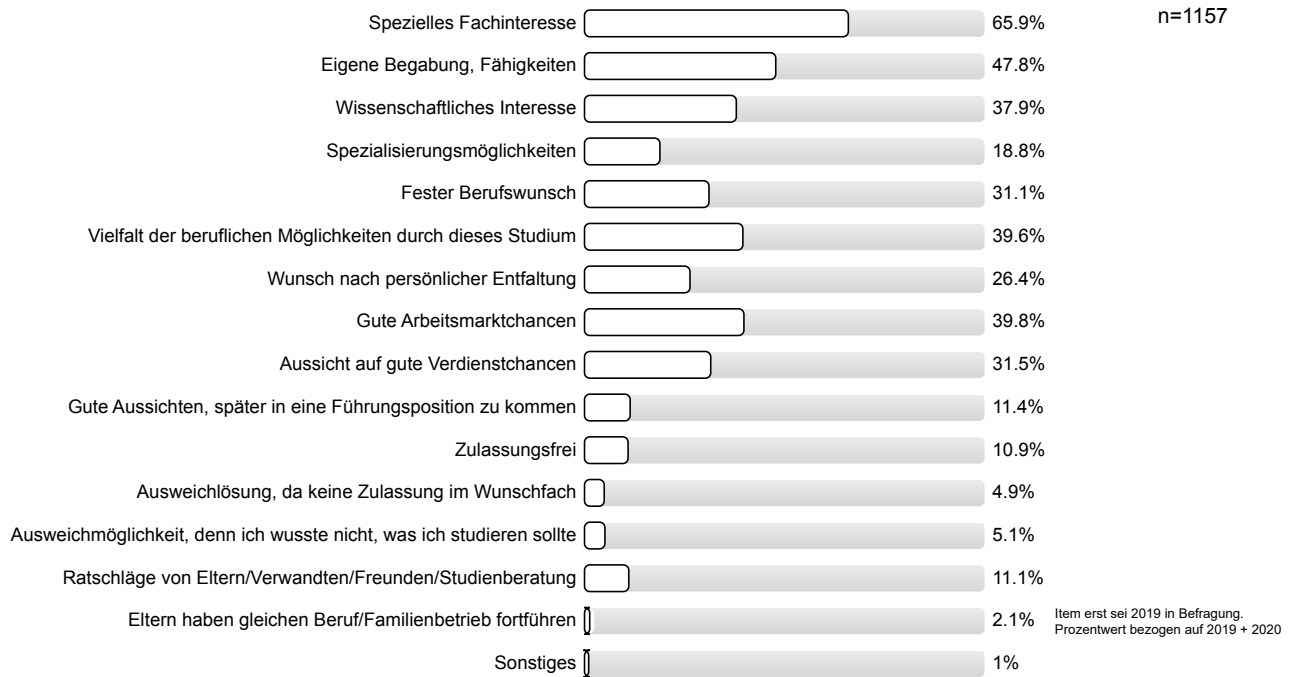 n=1157
Spezielles Fachinteresse 65.9%
Eigene Begabung, Fähigkeiten 47.8%
Wissenschaftliches Interesse 37.9%
Spezialisierungsmöglichkeiten 18.8%
Fester Berufswunsch 31.1%
Vielfalt der beruflichen Möglichkeiten durch dieses Studium 39.6%
Wunsch nach persönlicher Entfaltung 26.4%
Gute Arbeitsmarktchancen 39.8%
Aussicht auf gute Verdienstchancen 31.5%
Gute Aussichten, später in eine Führungsposition zu kommen 11.4%
Zulassungsfrei 10.9%
Ausweichlösung, da keine Zulassung im Wunschfach 4.9%
Ausweichmöglichkeit, denn ich wusste nicht, was ich studieren sollte 5.1%
Ratschläge von Eltern/Verwandten/Freunden/Studienberatung 11.1%
Eltern haben gleichen Beruf/Familienbetrieb fortführen 2.1%
Item erst sei 2019 in Befragung.
Prozentwert bezogen auf 2019 + 2020
Sonstiges 1%